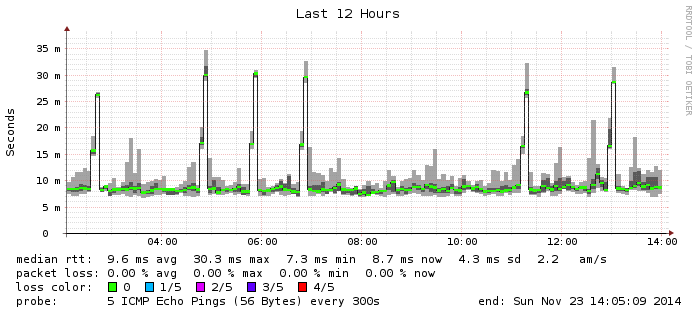 Last 12 Hours
RRDTOOL / TOBI OETIKER
Seconds
35 m
30 m
25 m
20 m
15 m
10 m
5 m
0
04:00 06:00 08:00 10:00 12:00 14:00
median rtt: 9.6 ms avg 30.3 ms max 7.3 ms min 8.7 ms now 4.3 ms sd 2.2 am/s
packet loss: 0.00 % avg 0.00 % max 0.00 % min 0.00 % now
loss color: 0 1/5 2/5 3/5 4/5
probe: 5 ICMP Echo Pings (56 Bytes) every 300s end: Sun Nov 23 14:05:09 2014